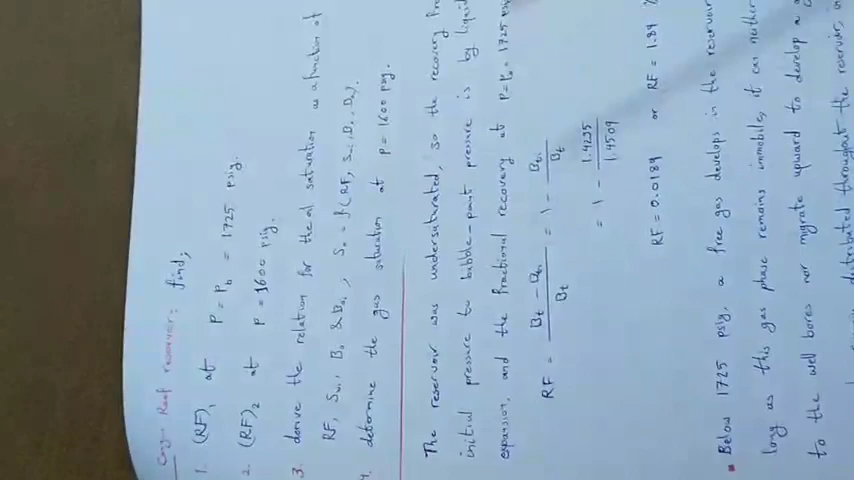 Reef reservoir: find;
1. (RF)₁ at P = Pb = 1725 psig.
2. (RF)₂ at P = 1600 psig.
3. derive the relation for the oil saturation as a function of
RF, Swi, Bo & Boi, So = f (RF, Swi, Bo, Boi).
4. determine the gas saturation at P = 1600 psig.
The reservoir was undersaturated, so the recovery
initial pressure to bubble-point pressure is by liquid
expansion, and the fractional recovery at P = Pb = 1725 psig
RF = (Bt - Bti) / Bt = 1 - Bti / Bt
= 1 - 1.4235 / 1.4509
RF = 0.0189 or RF = 1.89 %
Below 1725 psig, a free gas develops in the reservoir
long as this gas phase remains immobile, it can neither
to the well bores nor migrate upward to develop a
distributed throughout the reservoir,